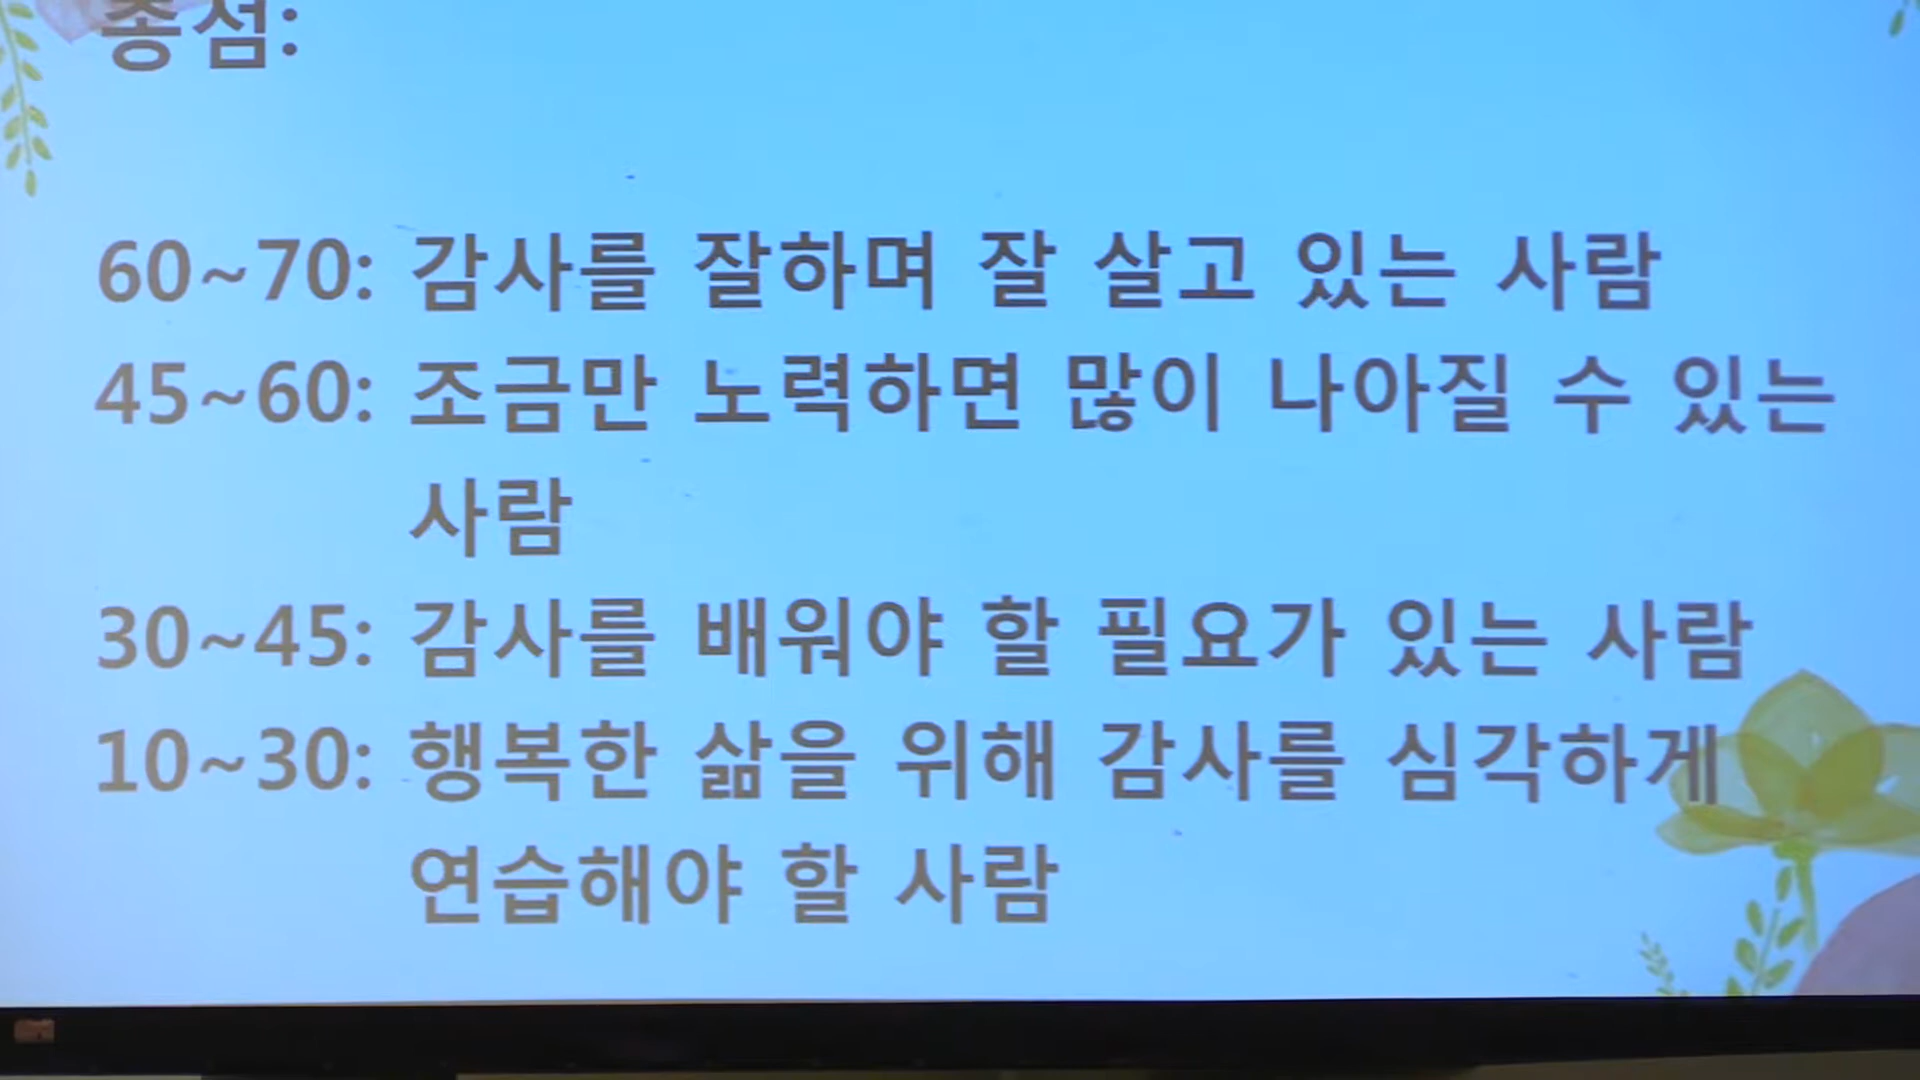 총점:
60~70: 감사를 잘하며 잘 살고 있는 사람
45~60: 조금만 노력하면 많이 나아질 수 있는
사람
30~45: 감사를 배워야 할 필요가 있는 사람
10~30: 행복한 삶을 위해 감사를 심각하게
연습해야 할 사람